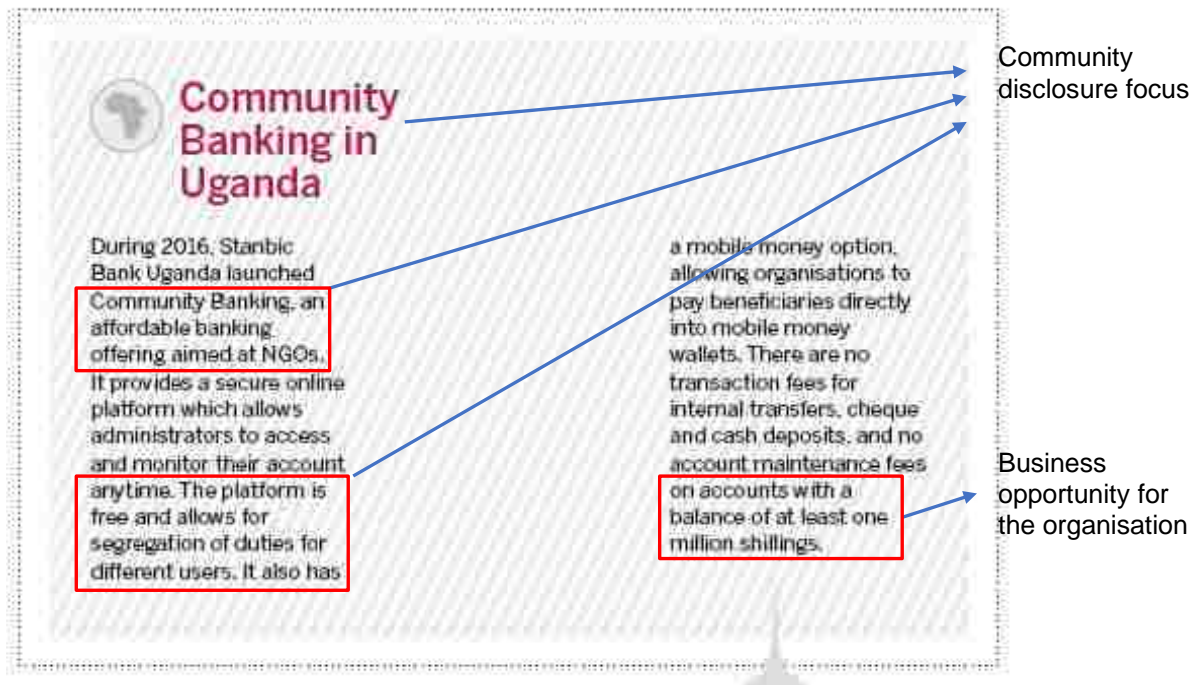 Community
Banking in
Uganda
During 2016, Stanbic
Bank Uganda launched
Community Banking, an
affordable banking
offering aimed at NGOs.
It provides a secure online
platform which allows
administrators to access
and monitor their account
anytime. The platform is
free and allows for
segregation of duties for
different users. It also has
a mobile money option,
allowing organisations to
pay beneficiaries directly
into mobile money
wallets. There are no
transaction fees for
internal transfers, cheque
and cash deposits, and no
account maintenance fees
on accounts with a
balance of at least one
million shillings.
Community
disclosure focus
Business
opportunity for
the organisation